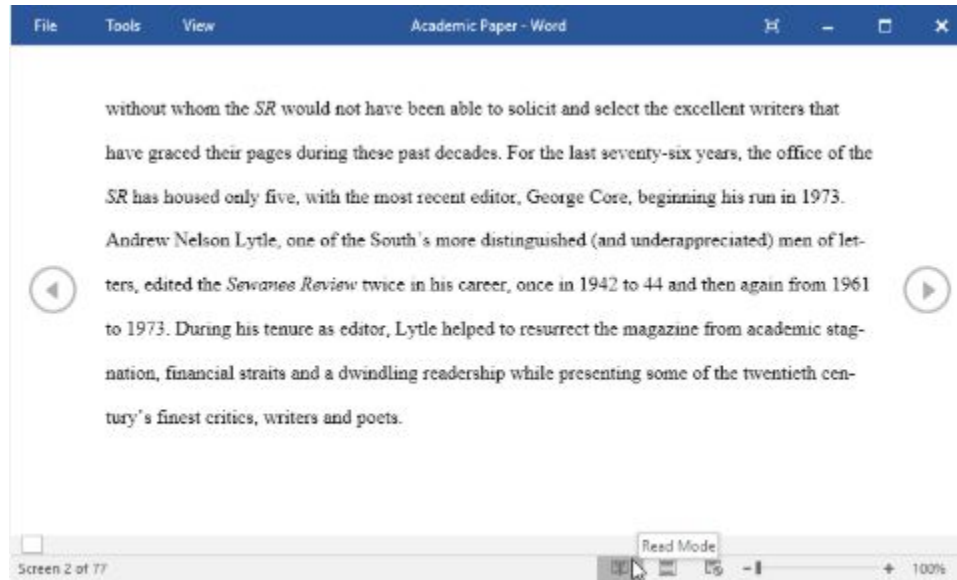 File Tools View Academic Paper - Word
without whom the SR would not have been able to solicit and select the excellent writers that
have graced their pages during these past decades. For the last seventy-six years, the office of the
SR has housed only five, with the most recent editor, George Core, beginning his run in 1973.
Andrew Nelson Lytle, one of the South's more distinguished (and underappreciated) men of let-
ters, edited the Sewanee Review twice in his career, once in 1942 to 44 and then again from 1961
to 1973. During his tenure as editor, Lytle helped to resurrect the magazine from academic stag-
nation, financial straits and a dwindling readership while presenting some of the twentieth cen-
tury's finest critics, writers and poets.
Read Mode
Screen 2 of 77 100%